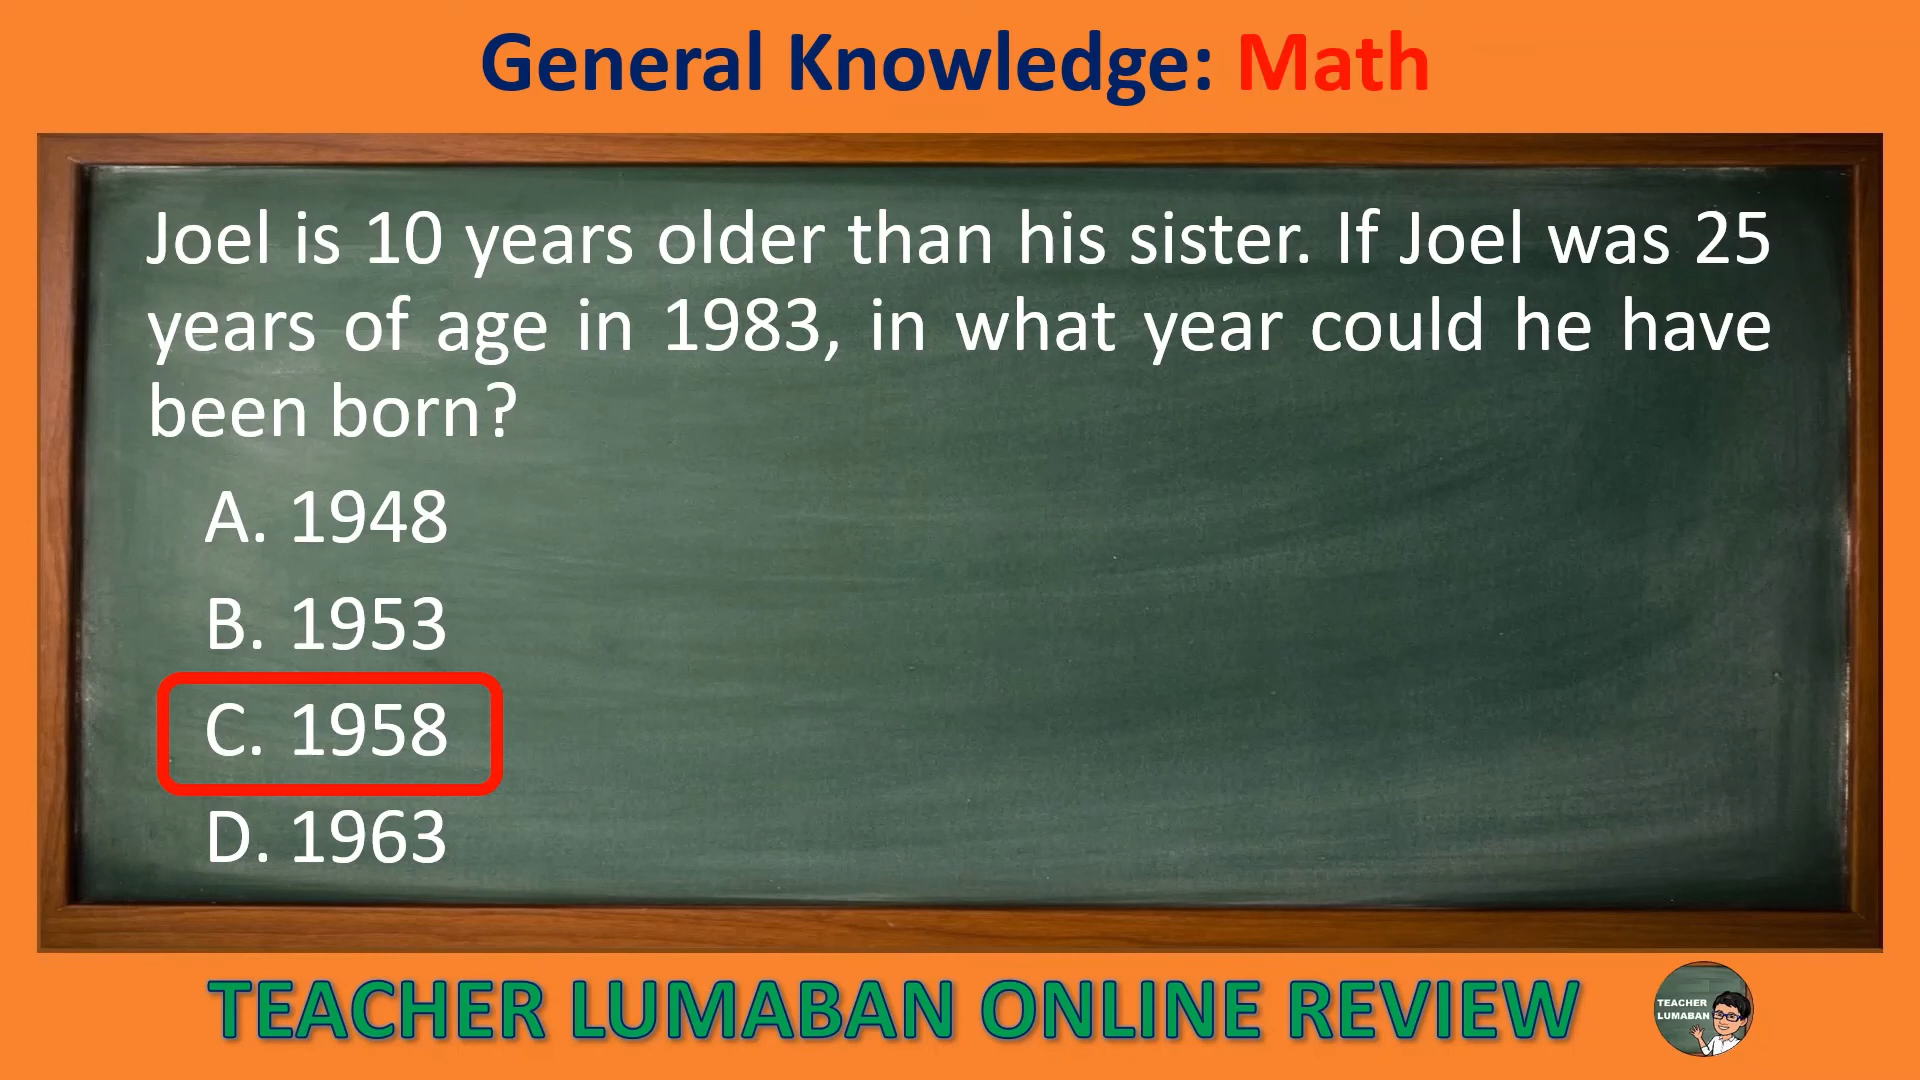 General Knowledge: Math
Joel is 10 years older than his sister. If Joel was 25
years of age in 1983, in what year could he have
been born?
A. 1948
B. 1953
C. 1958
D. 1963
TEACHER LUMABAN ONLINE REVIEW
TEACHER
LUMABAN